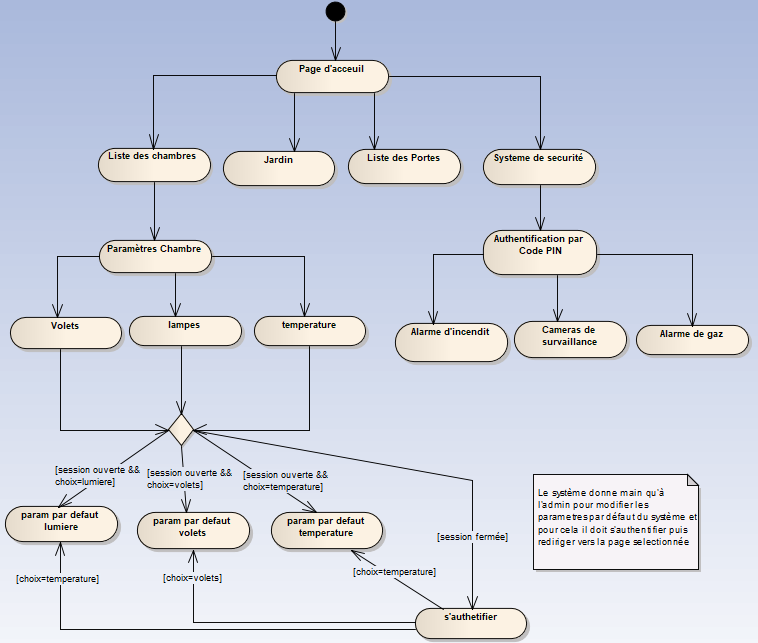 Page d'acceuil
Liste des chambres
Jardin
Liste des Portes
Systeme de securité
Paramètres Chambre
Authentification par
Code PIN
Volets
lampes
temperature
Alarme d'incendit
Cameras de
survaillance
Alarme de gaz
[session ouverte &&
choix=lumiere]
[session ouverte &&
choix=volets]
[session ouverte &&
choix=temperature]
param par defaut
lumiere
param par defaut
volets
param par defaut
temperature
[session fermée]
Le système donne main qu'à
l'admin pour modifier les
parametres par défaut du système et
pour cela il doit s'authentifier puis
rediriger vers la page selectionnée
[choix=temperature]
[choix=volets]
[choix=temperature]
s'authetifier